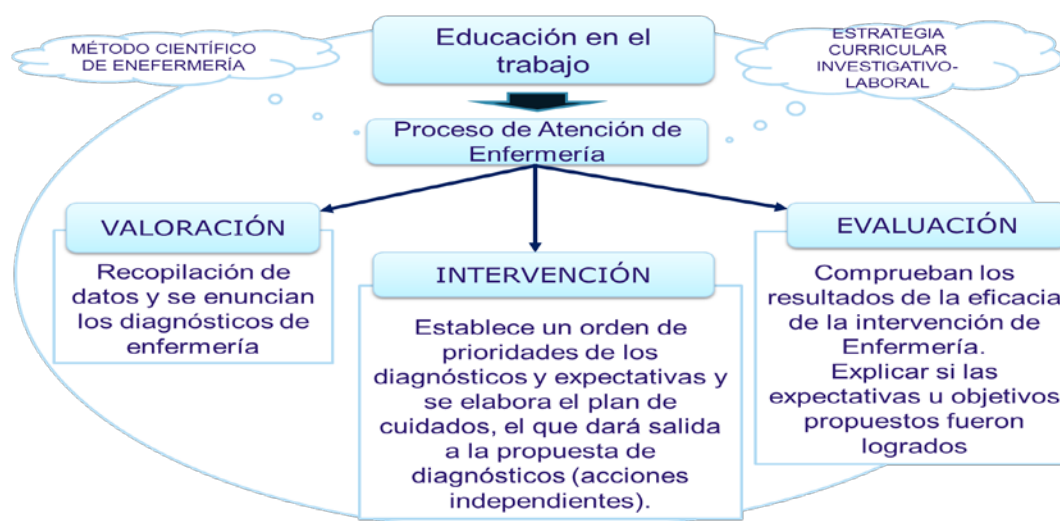 MÉTODO CIENTÍFICO
DE ENEFERMERÍA
Educación en el
trabajo
ESTRATEGIA
CURRICULAR
INVESTIGATIVO-
LABORAL
Proceso de Atención de
Enfermería
VALORACIÓN
Recopilación de
datos y se enuncian
los diagnósticos de
enfermería
INTERVENCIÓN
Establece un orden de
prioridades de los
diagnósticos y expectativas y
se elabora el plan de
cuidados, el que dará salida
a la propuesta de
diagnósticos (acciones
independientes).
EVALUACIÓN
Comprueban los
resultados de la eficacia
de la intervención de
Enfermería.
Explicar si las
expectativas u objetivos
propuestos fueron
logrados